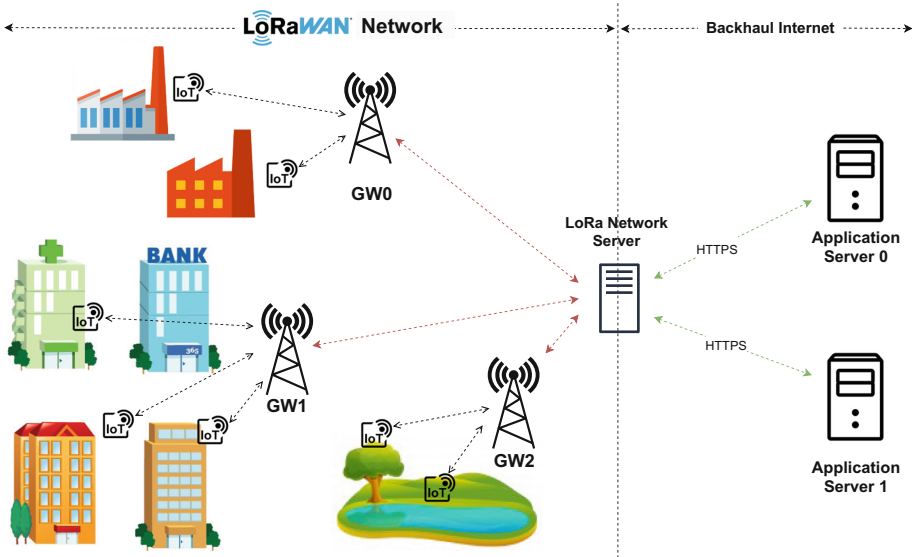 LoRaWAN Network
Backhaul Internet
IoT
IoT
GW0
LoRa Network
Server
HTTPS
Application
Server 0
BANK
IoT
365
GW1
HTTPS
IoT
IoT
IoT
GW2
IoT
Application
Server 1